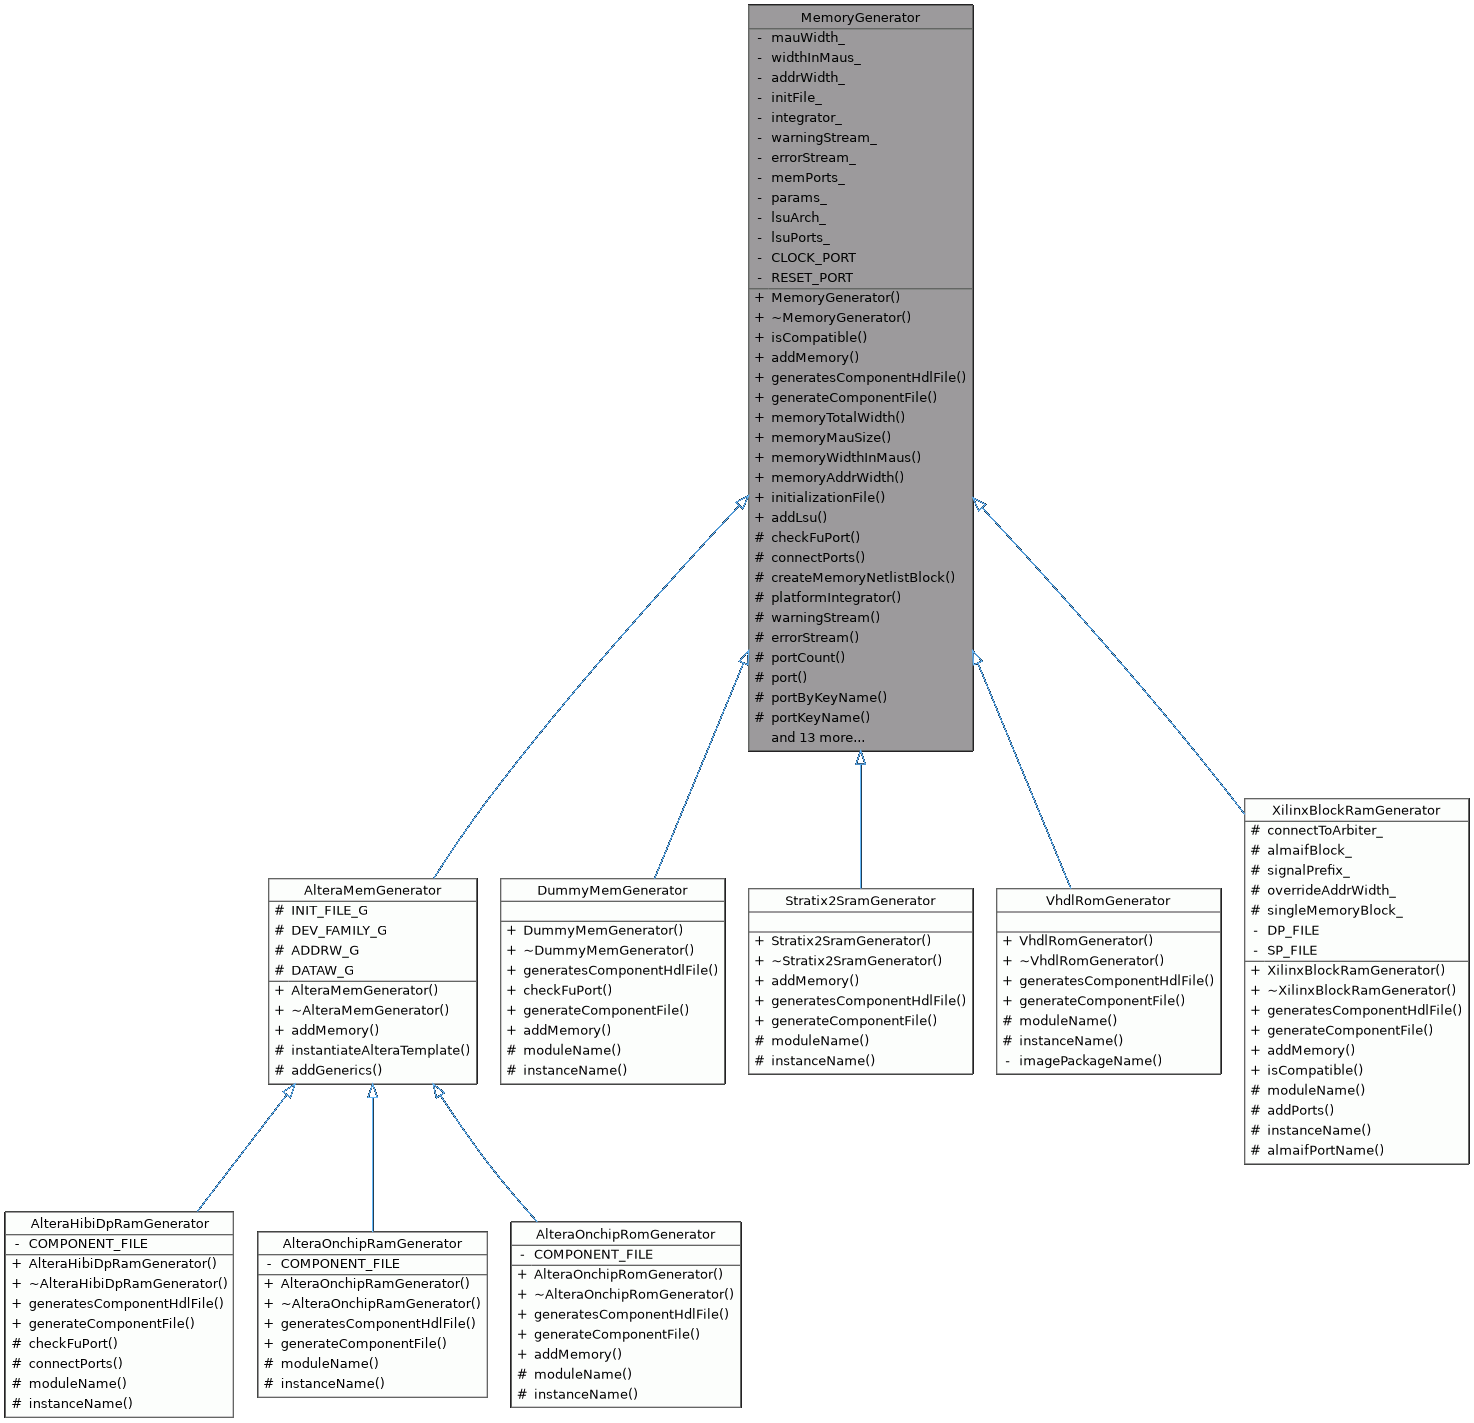 MemoryGenerator
- mauWidth_
- widthInMaus_
- addrWidth_
- initFile_
- integrator_
- warningStream_
- errorStream_
- memPorts_
- params_
- lsuArch_
- lsuPorts_
- CLOCK_PORT
- RESET_PORT
+ MemoryGenerator()
+ ~MemoryGenerator()
+ isCompatible()
+ addMemory()
+ generatesComponentHdlFile()
+ generateComponentFile()
+ memoryTotalWidth()
+ memoryMauSize()
+ memoryWidthInMaus()
+ memoryAddrWidth()
+ initializationFile()
+ addLsu()
# checkFuPort()
# connectPorts()
# createMemoryNetlistBlock()
# platformIntegrator()
# warningStream()
# errorStream()
# portCount()
# port()
# portByKeyName()
# portKeyName()
and 13 more...
AlteraMemGenerator
# INIT_FILE_G
# DEV_FAMILY_G
# ADDRW_G
# DATAW_G
+ AlteraMemGenerator()
+ ~AlteraMemGenerator()
+ addMemory()
# instantiateAlteraTemplate()
# addGenerics()
DummyMemGenerator
+ DummyMemGenerator()
+ ~DummyMemGenerator()
+ generatesComponentHdlFile()
+ checkFuPort()
+ generateComponentFile()
+ addMemory()
# moduleName()
# instanceName()
Stratix2SramGenerator
+ Stratix2SramGenerator()
+ ~Stratix2SramGenerator()
+ addMemory()
+ generatesComponentHdlFile()
+ generateComponentFile()
# moduleName()
# instanceName()
VhdlRomGenerator
+ VhdlRomGenerator()
+ ~VhdlRomGenerator()
+ generatesComponentHdlFile()
+ generateComponentFile()
# moduleName()
# instanceName()
- imagePackageName()
XilinxBlockRamGenerator
# connectToArbiter_
# almaifBlock_
# signalPrefix_
# overrideAddrWidth_
# singleMemoryBlock_
- DP_FILE
- SP_FILE
+ XilinxBlockRamGenerator()
+ ~XilinxBlockRamGenerator()
+ generatesComponentHdlFile()
+ generateComponentFile()
+ addMemory()
+ isCompatible()
# moduleName()
# addPorts()
# instanceName()
# almaifPortName()
AlteraHibiDpRamGenerator
- COMPONENT_FILE
+ AlteraHibiDpRamGenerator()
+ ~AlteraHibiDpRamGenerator()
+ generatesComponentHdlFile()
+ generateComponentFile()
# checkFuPort()
# connectPorts()
# moduleName()
# instanceName()
AlteraOnchipRamGenerator
- COMPONENT_FILE
+ AlteraOnchipRamGenerator()
+ ~AlteraOnchipRamGenerator()
+ generatesComponentHdlFile()
+ generateComponentFile()
# moduleName()
# instanceName()
AlteraOnchipRomGenerator
- COMPONENT_FILE
+ AlteraOnchipRomGenerator()
+ ~AlteraOnchipRomGenerator()
+ generatesComponentHdlFile()
+ generateComponentFile()
+ addMemory()
# moduleName()
# instanceName()